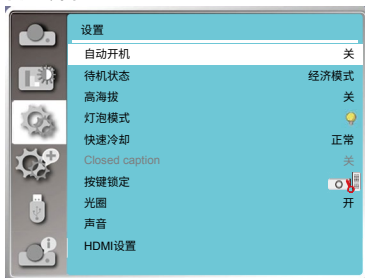 设置
自动开机 关
待机状态 经济模式
高海拔 关
灯泡模式
快速冷却 正常
Closed caption 关
按键锁定
光圈 开
声音
HDMI设置